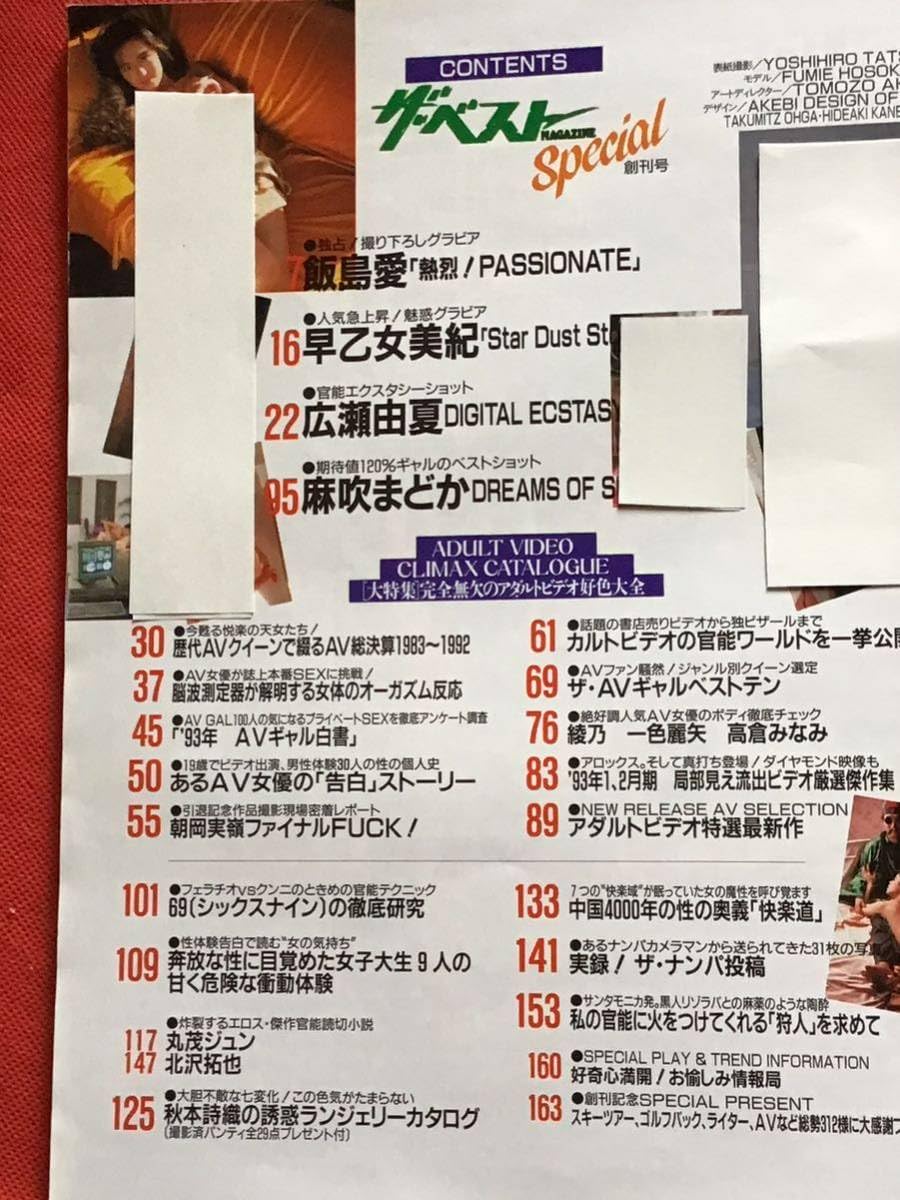 CONTENTS
ザ・ベスト
MAGAZINE
Special
創刊号
表紙撮影/YOSHIHIRO
モデル/FUMIE
アートディレクター/TOMOZO
デザイン/AKEBI DESIGN OF
TAKUMITZ OHGA・HIDEAKI
●独占!撮り下ろしグラビア
7 飯島愛「熱烈!PASSIONATE」
●人気急上昇!魅惑グラビア
16 早乙女美紀「Star Dust
●官能エクスタシーショット
22 広瀬由夏 DIGITAL
●期待値120%ギャルのベストショット
95 麻吹まどか DREAMS OF
ADULT VIDEO
CLIMAX CATALOGUE
[大特集]完全無欠のアダルトビデオ好色大全
●今甦る悦楽の天女たち!
30 歴代AVクイーンで綴るAV総決算1983〜1992
●AV女優が誌上本番SEXに挑戦!
37 脳波測定器が解明する女体のオーガズム反応
●AV GAL100人の気になるプライベートSEXを徹底アンケート調査
45 「'93年 AVギャル白書」
●19歳でビデオ出演、男性体験30人の性の個人史
50 あるAV女優の「告白」ストーリー
●引退記念作品撮影現場密着レポート
55 朝岡実嶺ファイナルFUCK!
●話題の書店売りビデオから独ビザールまで
61 カルトビデオの官能ワールドを一挙公開
●AVファン騒然!ジャンル別クイーン選定
69 ザ・AVギャルベストテン
●絶好調人気AV女優のボディ徹底チェック
76 綾乃 一色麗矢 高倉みなみ
●アロックス。そして真打ち登場!ダイヤモンド映像も
83 '93年1、2月期 局部見え流出ビデオ厳選傑作集
●NEW RELEASE AV SELECTION
89 アダルトビデオ特選最新作
●フェラチオvsクンニのときめの官能テクニック
101 69(シックスナイン)の徹底研究
●性体験告白で読む"女の気持ち"
109 奔放な性に目覚めた女子大生9人の
甘く危険な衝動体験
●炸裂するエロス・傑作官能読切小説
117 丸茂ジュン
147 北沢拓也
●大胆不敵な七変化!この色気がたまらない
125 秋本詩織の誘惑ランジェリーカタログ
(撮影済パンティ全29点プレゼント付)
7つの"快楽域"が眠っていた女の魔性を呼び覚ます
133 中国4000年の性の奥義「快楽道」
●あるナンパカメラマンから送られてきた31枚の写真
141 実録!ザ・ナンパ投稿
●サンタモニカ発。黒人リゾラバとの麻薬のような陶酔
153 私の官能に火をつけてくれる「狩人」を求めて
●SPECIAL PLAY & TREND INFORMATION
160 好奇心満開!お愉しみ情報局
●創刊記念SPECIAL PRESENT
163 スキーツアー、ゴルフバック、ライター、AVなど総勢312様に大感謝